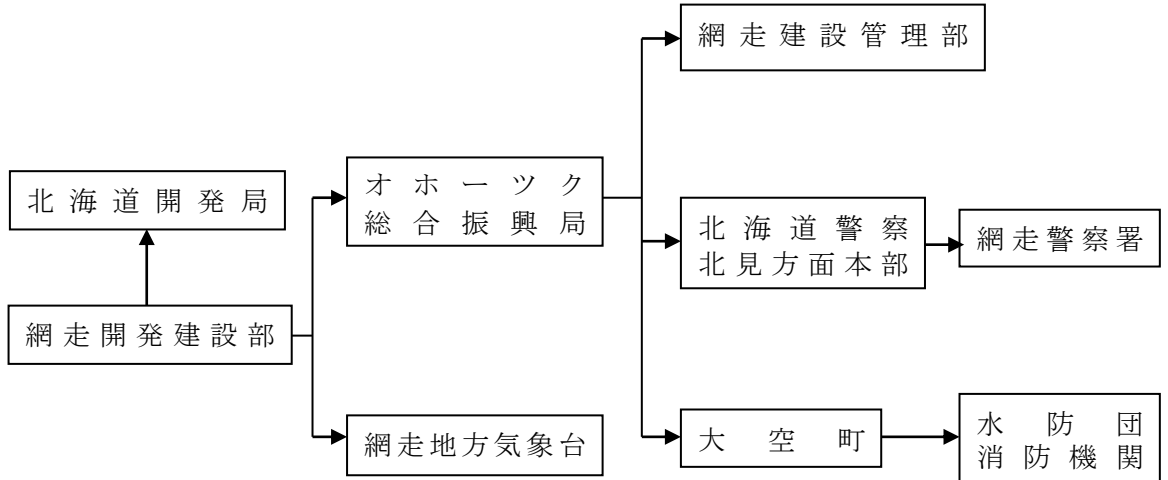 網走建設管理部
北海道開発局
オホーツク
総合振興局
北海道警察
北見方面本部
網走警察署
網走開発建設部
網走地方気象台
大空町
水防団
消防機関